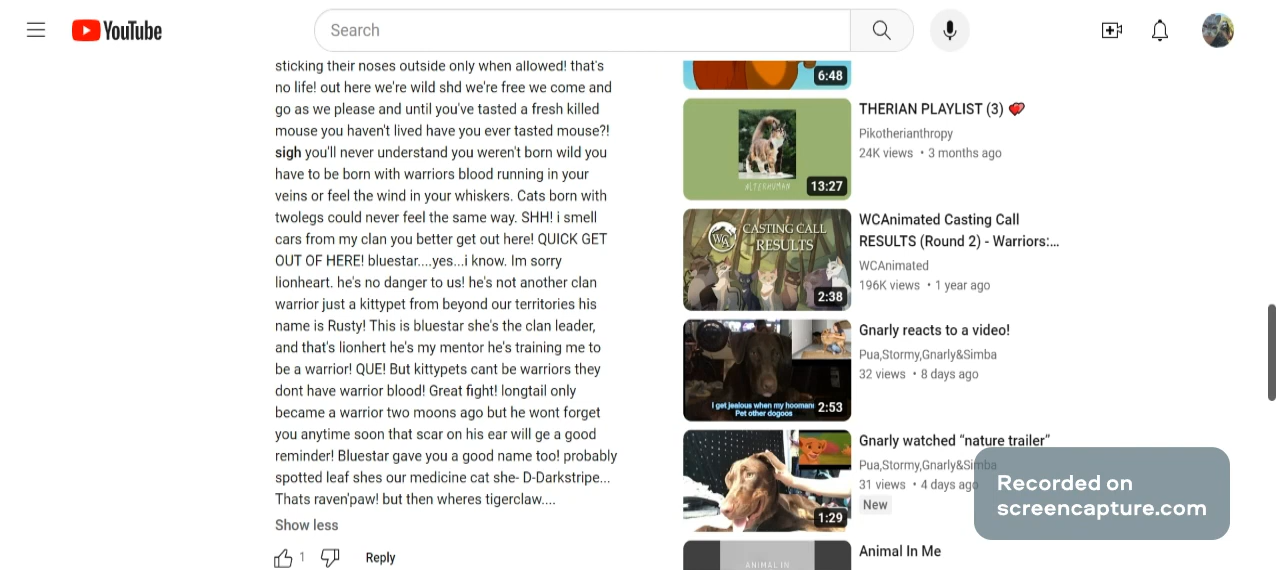 YouTube
Search
sticking their noses outside only when allowed! that's
no life! out here we're wild shd we're free we come and
go as we please and until you've tasted a fresh killed
mouse you haven't lived have you ever tasted mouse?!
sigh you'll never understand you weren't born wild you
have to be born with warriors blood running in your
veins or feel the wind in your whiskers. Cats born with
twolegs could never feel the same way. SHH! i smell
cars from my clan you better get out here! QUICK GET
OUT OF HERE! bluestar....yes...i know. Im sorry
lionheart. he's no danger to us! he's not another clan
warrior just a kittypet from beyond our territories his
name is Rusty! This is bluestar she's the clan leader,
and that's lionhert he's my mentor he's training me to
be a warrior! QUE! But kittypets cant be warriors they
dont have warrior blood! Great fight! longtail only
became a warrior two moons ago but he wont forget
you anytime soon that scar on his ear will ge a good
reminder! Bluestar gave you a good name too! probably
spotted leaf shes our medicine cat she- D-Darkstripe...
Thats raven'paw! but then wheres tigerclaw....
Show less
1
Reply
6:48
THERIAN PLAYLIST (3)
Pikotherianthropy
24K views • 3 months ago
ALTERHUMAN
13:27
WCAnimated Casting Call
RESULTS (Round 2) - Warriors:...
WCAnimated
196K views • 1 year ago
WA
CASTING CALL
RESULTS
2:38
Gnarly reacts to a video!
Pua,Stormy,Gnarly&Simba
32 views • 8 days ago
I get jealous when my hoomans
Pet other dogoos
2:53
Gnarly watched “nature trailer”
Pua,Stormy,Gnarly&Simba
31 views • 4 days ago
New
1:29
Animal In Me
ANIMAL IN
Recorded on
screencapture.com